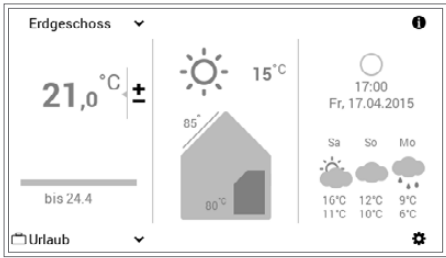 Erdgeschoss
21,0 °C ±
bis 24.4
Urlaub
15°C
85°
80°C
17:00
Fr, 17.04.2015
Sa So Mo
16°C 12°C 9°C
11°C 10°C 6°C